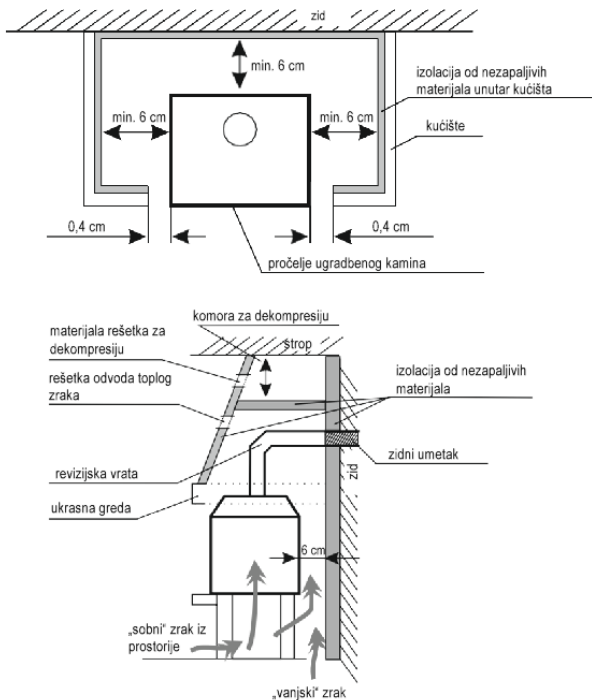 zid
min. 6 cm
min. 6 cm
min. 6 cm
izolacija od nezapaljivih
materijala unutar kućišta
kućište
0,4 cm
0,4 cm
pročelje ugradbenog kamina
komora za dekompresiju
strop
materijala rešetka za
dekompresiju
rešetka odvoda toplog
zraka
izolacija od nezapaljivih
materijala
revizijska vrata
zidni umetak
zid
ukrasna greda
6 cm
„sobni“ zrak iz
prostorije
„vanjski“ zrak